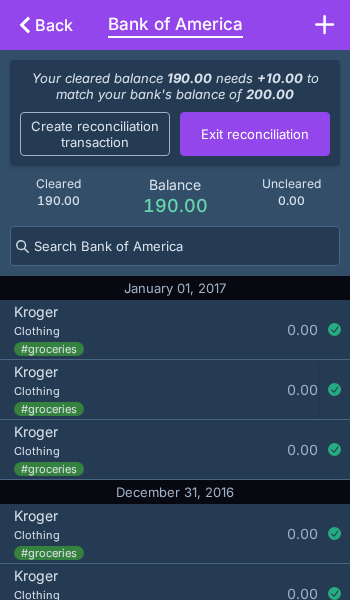 Back
Bank of America
Your cleared balance 190.00 needs +10.00 to
match your bank's balance of 200.00
Create reconciliation
transaction
Exit reconciliation
Cleared
190.00
Balance
190.00
Uncleared
0.00
Search Bank of America
January 01, 2017
Kroger
Clothing
0.00
#groceries
Kroger
Clothing
0.00
#groceries
Kroger
Clothing
0.00
#groceries
December 31, 2016
Kroger
Clothing
0.00
#groceries
Kroger
Clothing
0.00